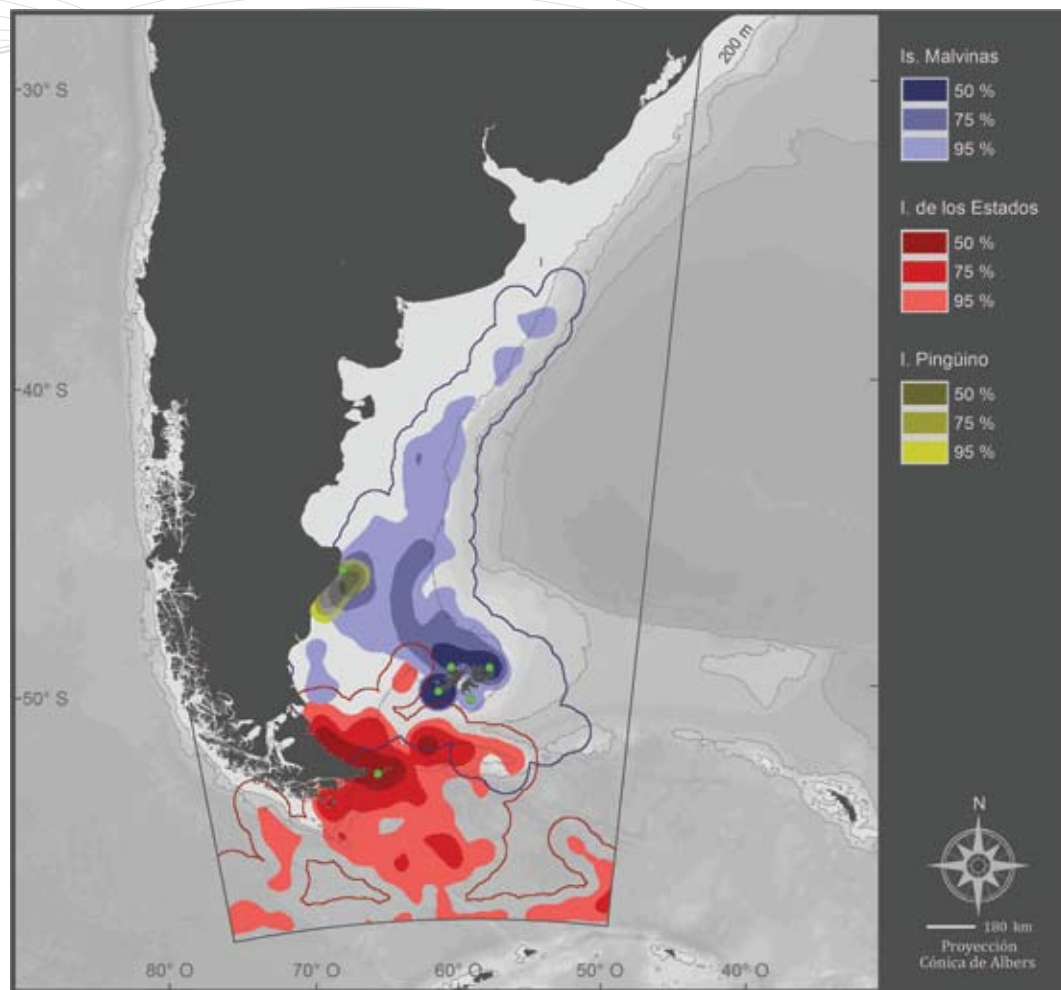 200 m
30° S
40° S
50° S
80° O
70° O
60° O
50° O
40° O
Is. Malvinas
50 %
75 %
95 %
I. de los Estados
50 %
75 %
95 %
I. Pingüino
50 %
75 %
95 %
N
180 km
Proyección
Cónica de Albers